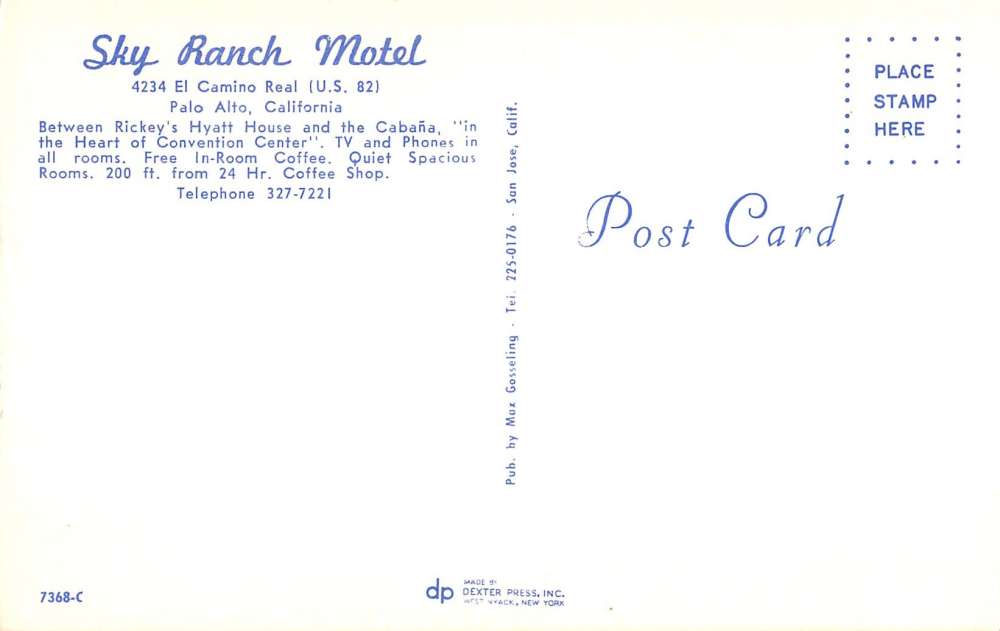 Sky Ranch Motel
4234 El Camino Real (U.S. 82)
Palo Alto, California
Between Rickey's Hyatt House and the Cabaña, "in
the Heart of Convention Center". TV and Phones in
all rooms. Free In-Room Coffee. Quiet Spacious
Rooms. 200 ft. from 24 Hr. Coffee Shop.
Telephone 327-7221
Pub. by Max Gosseling - Tel. 225-0176 - San Jose, Calif.
PLACE
STAMP
HERE
Post Card
7368-C
dp
MADE BY
DEXTER PRESS, INC.
WEST NYACK, NEW YORK